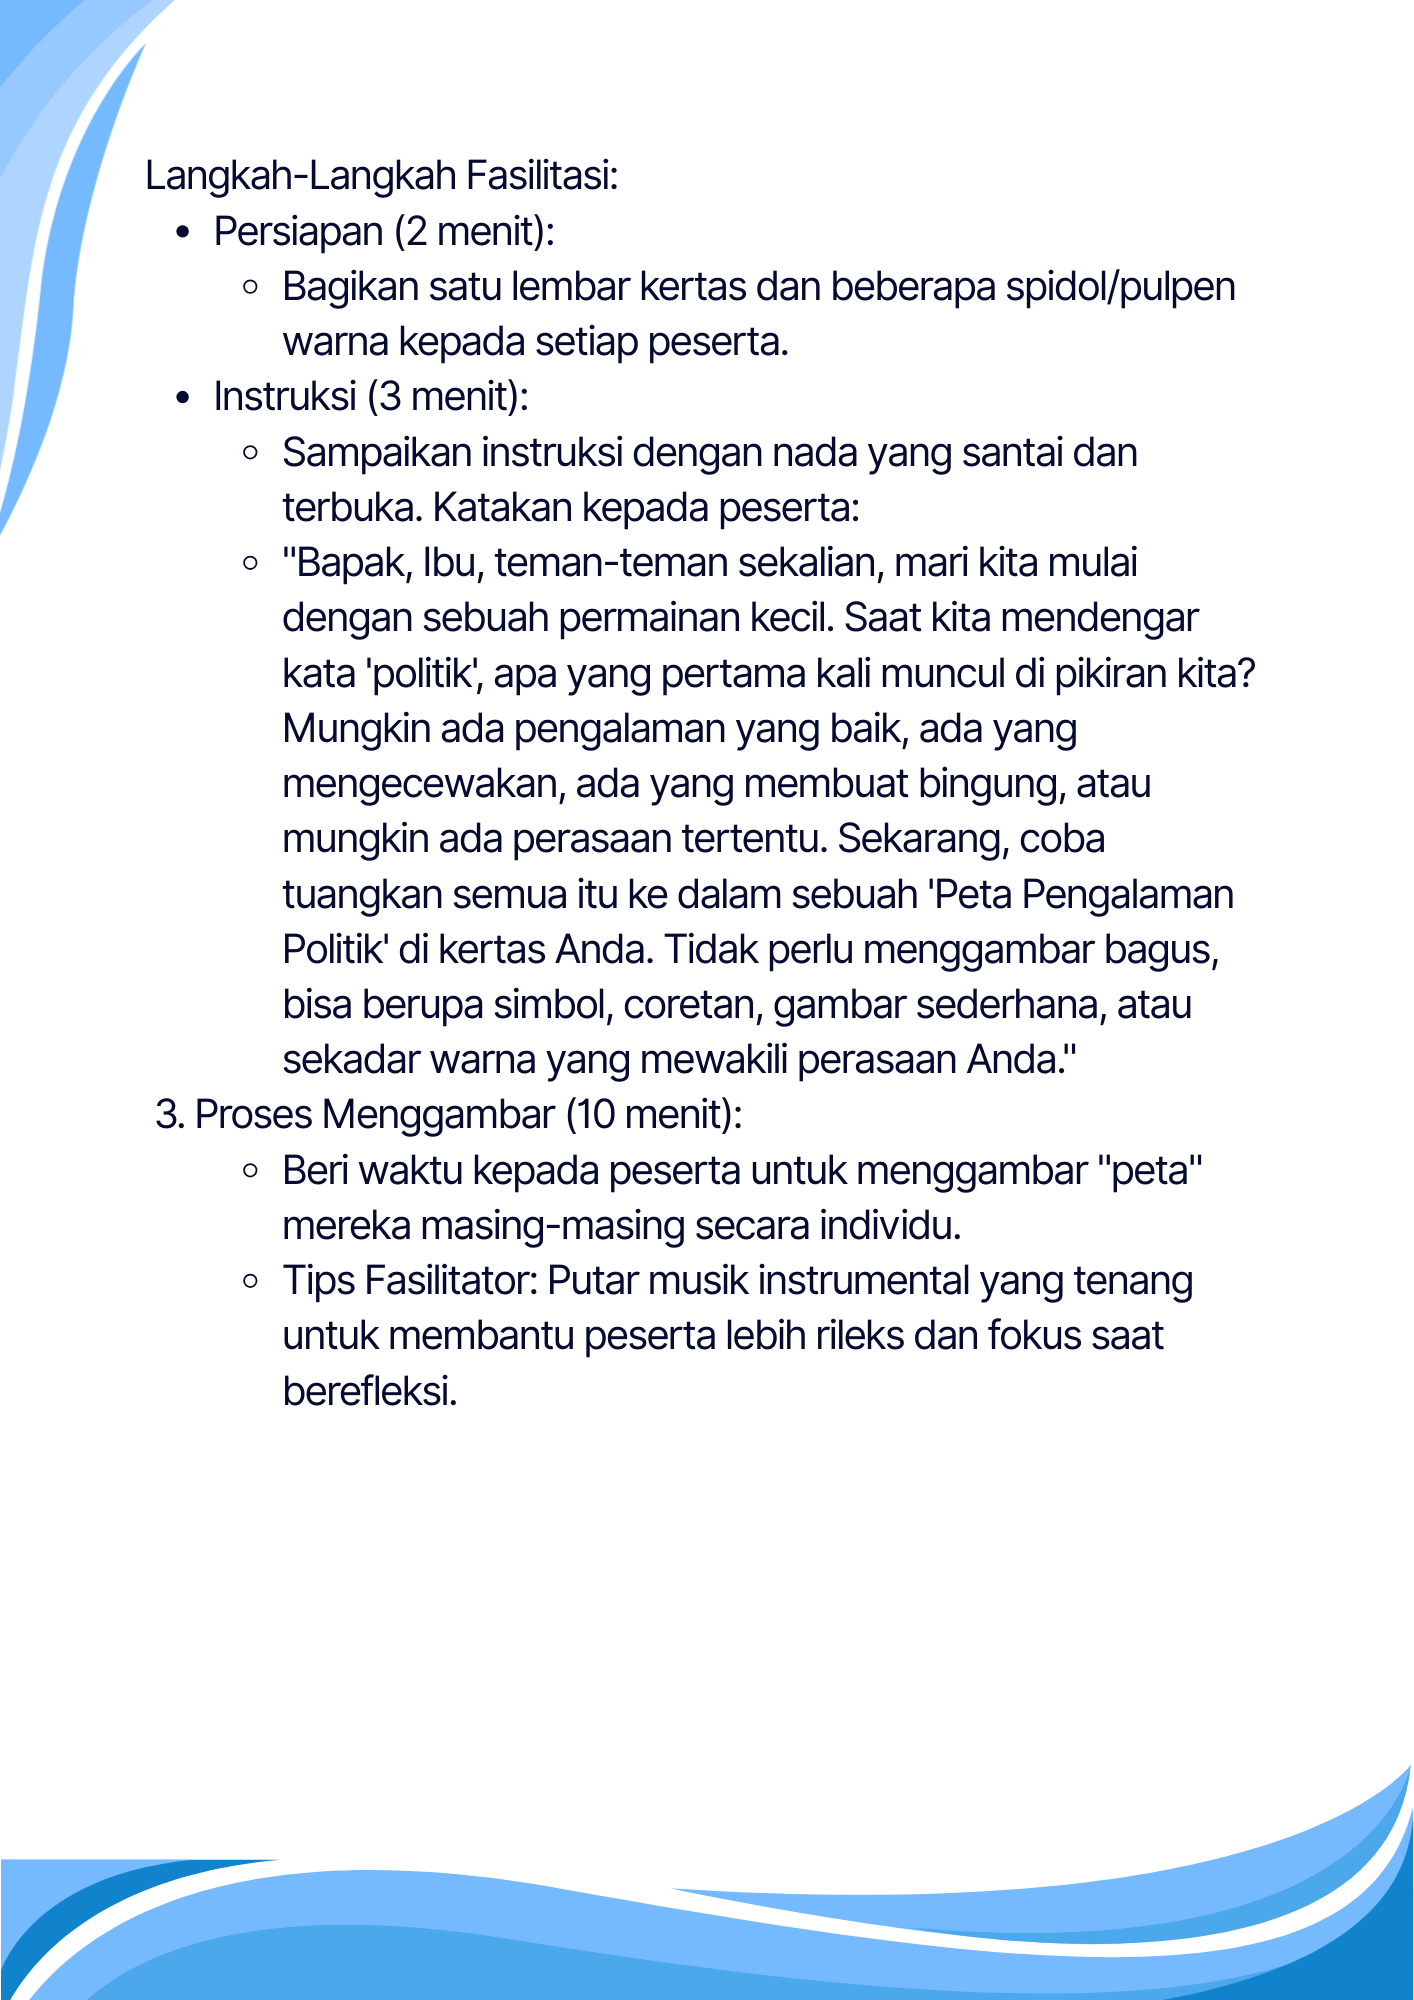 Langkah-Langkah Fasilitasi:
• Persiapan (2 menit):
◦ Bagikan satu lembar kertas dan beberapa spidol/pulpen
warna kepada setiap peserta.
• Instruksi (3 menit):
◦ Sampaikan instruksi dengan nada yang santai dan
terbuka. Katakan kepada peserta:
◦ "Bapak, Ibu, teman-teman sekalian, mari kita mulai
dengan sebuah permainan kecil. Saat kita mendengar
kata 'politik', apa yang pertama kali muncul di pikiran kita?
Mungkin ada pengalaman yang baik, ada yang
mengecewakan, ada yang membuat bingung, atau
mungkin ada perasaan tertentu. Sekarang, coba
tuangkan semua itu ke dalam sebuah 'Peta Pengalaman
Politik' di kertas Anda. Tidak perlu menggambar bagus,
bisa berupa simbol, coretan, gambar sederhana, atau
sekadar warna yang mewakili perasaan Anda."
3. Proses Menggambar (10 menit):
◦ Beri waktu kepada peserta untuk menggambar "peta"
mereka masing-masing secara individu.
◦ Tips Fasilitator: Putar musik instrumental yang tenang
untuk membantu peserta lebih rileks dan fokus saat
berefleksi.